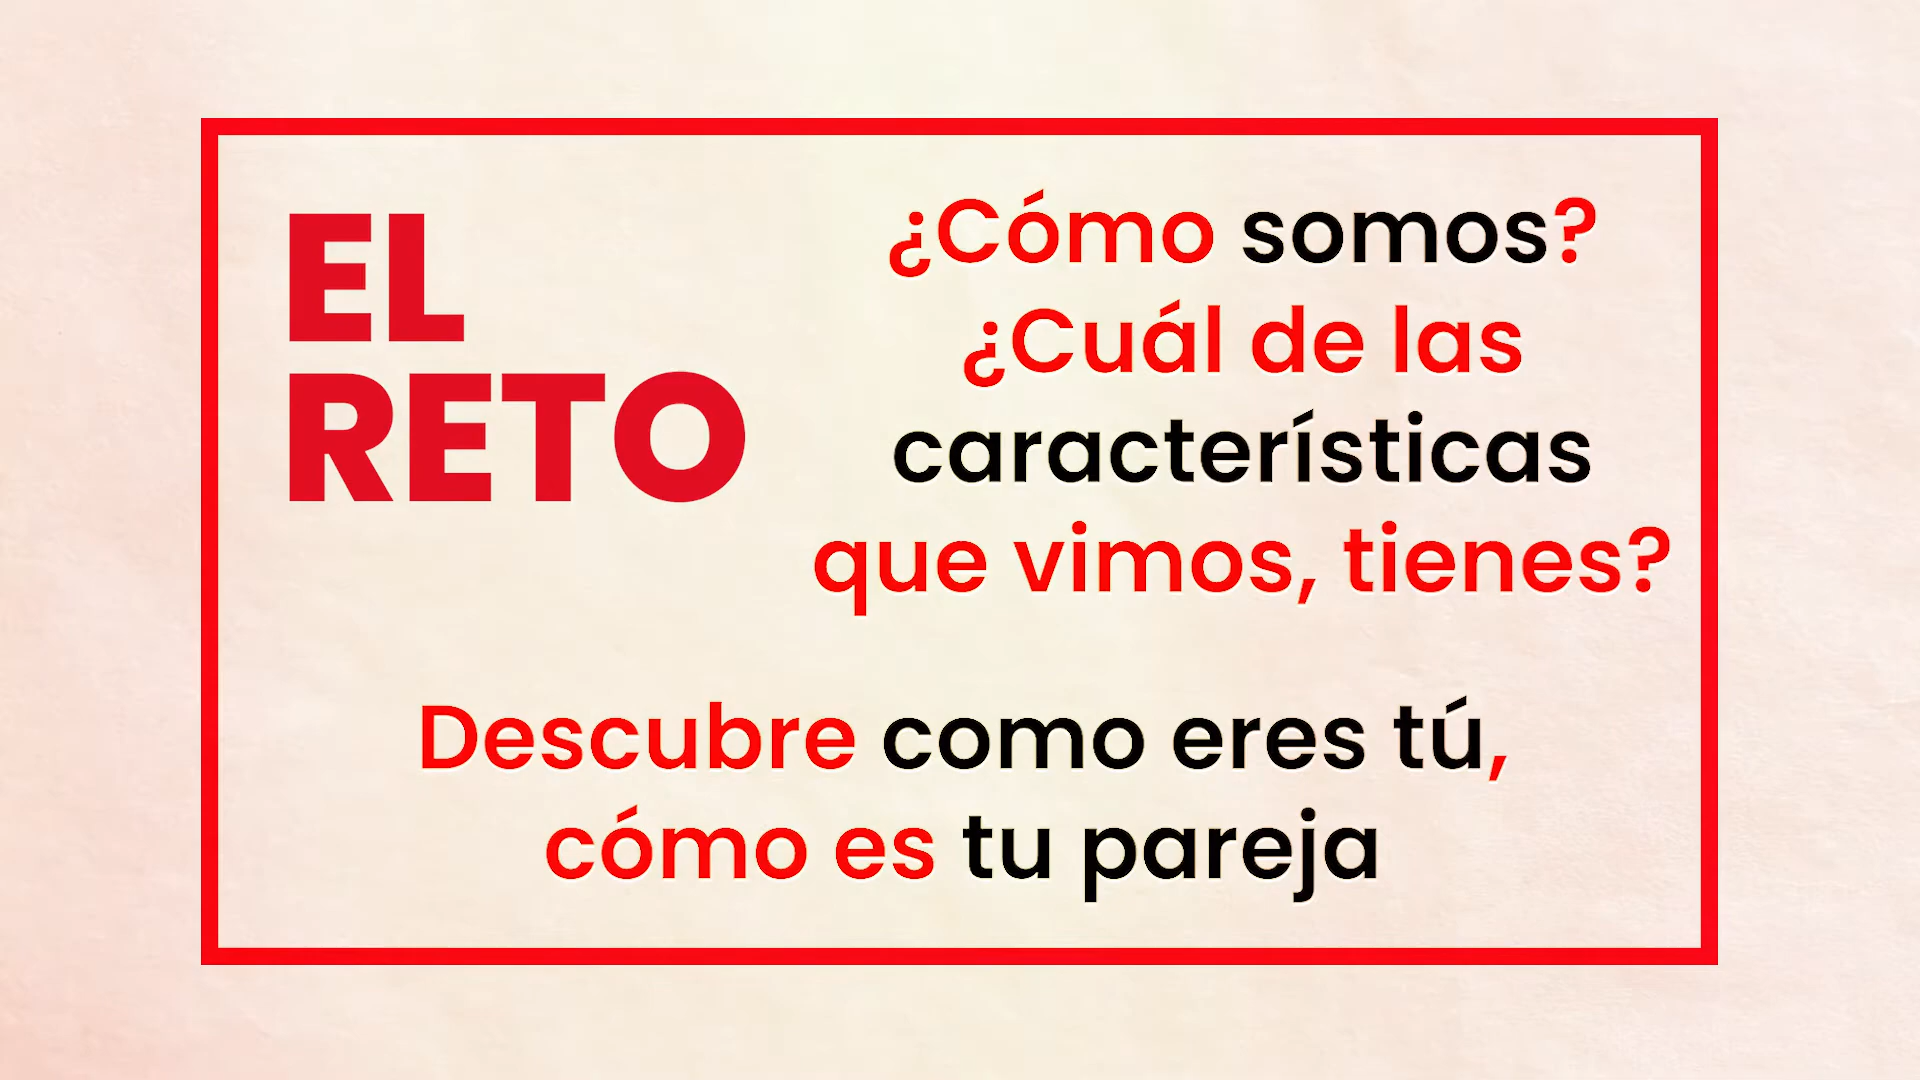 EL
RETO
¿Cómo somos?
¿Cuál de las
características
que vimos, tienes?
Descubre como eres tú,
cómo es tu pareja